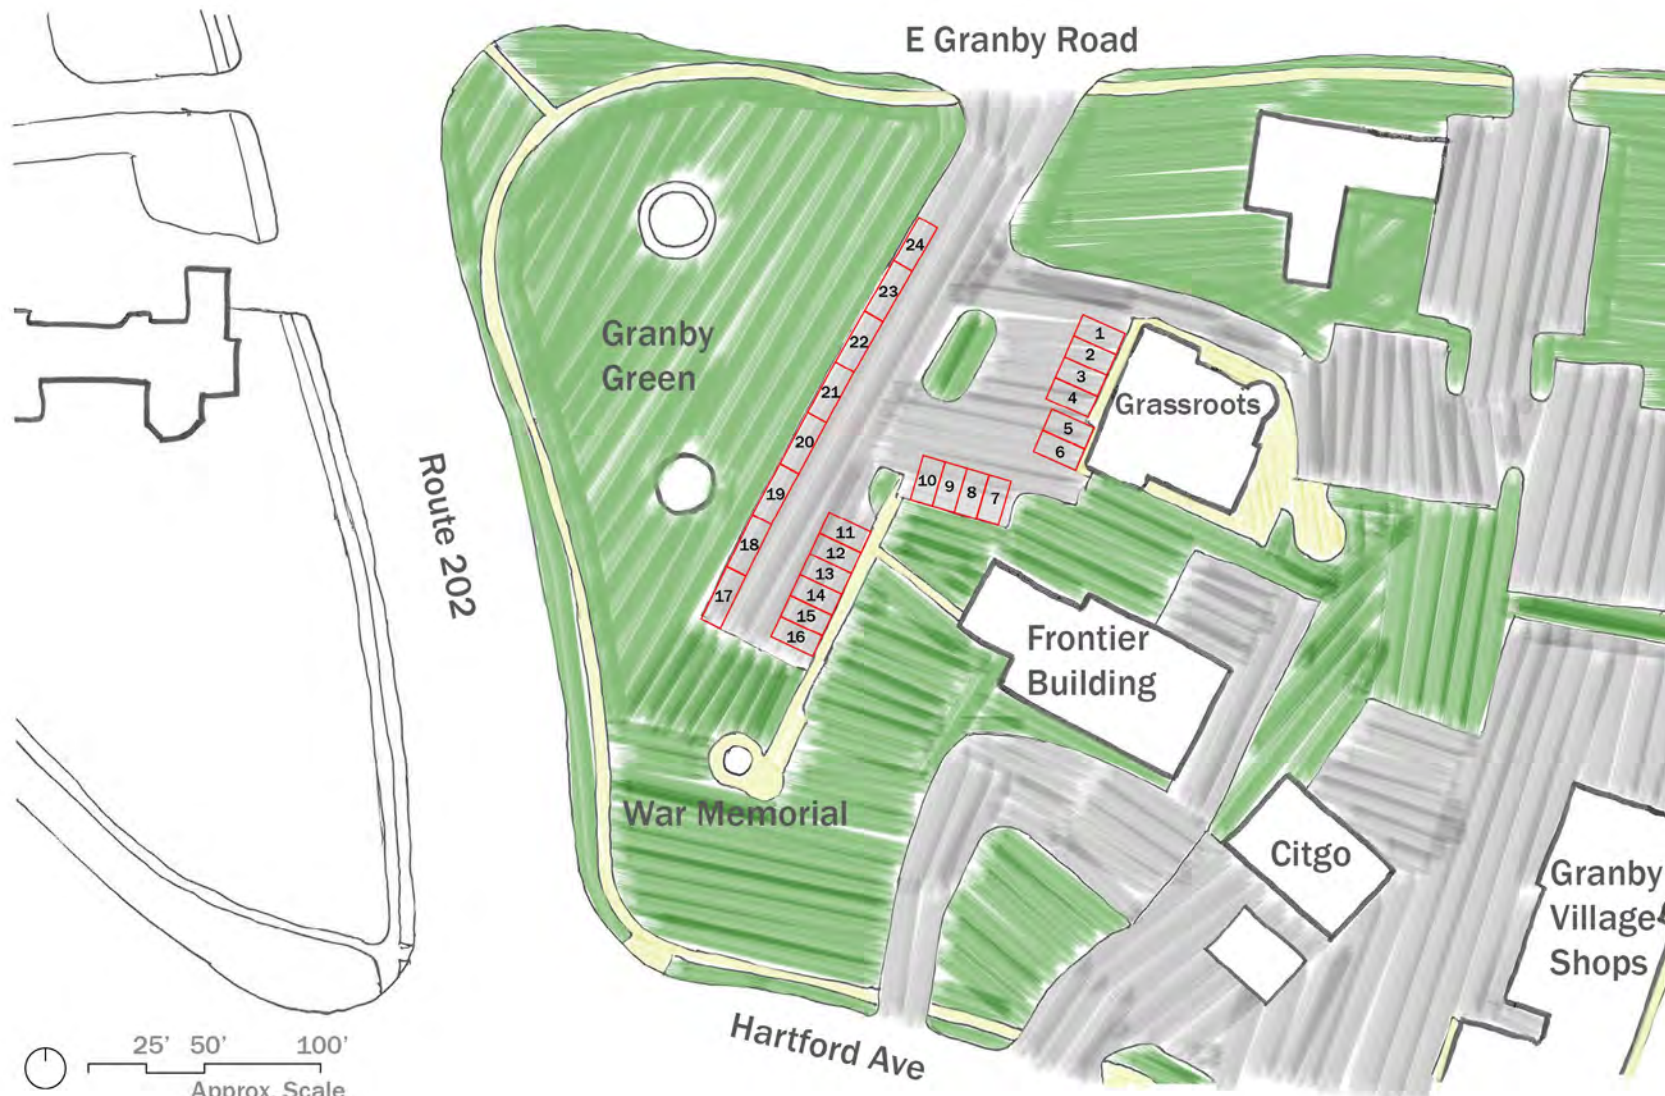 E Granby Road
24
23
22
21
20
19
18
17
1
2
3
4
5
6
10 9 8 7
11
12
13
14
15
16
Granby
Green
Grassroots
Route 202
Frontier
Building
War Memorial
Citgo
Granby
Village
Shops
Hartford Ave
25' 50' 100'
Approx. Scale